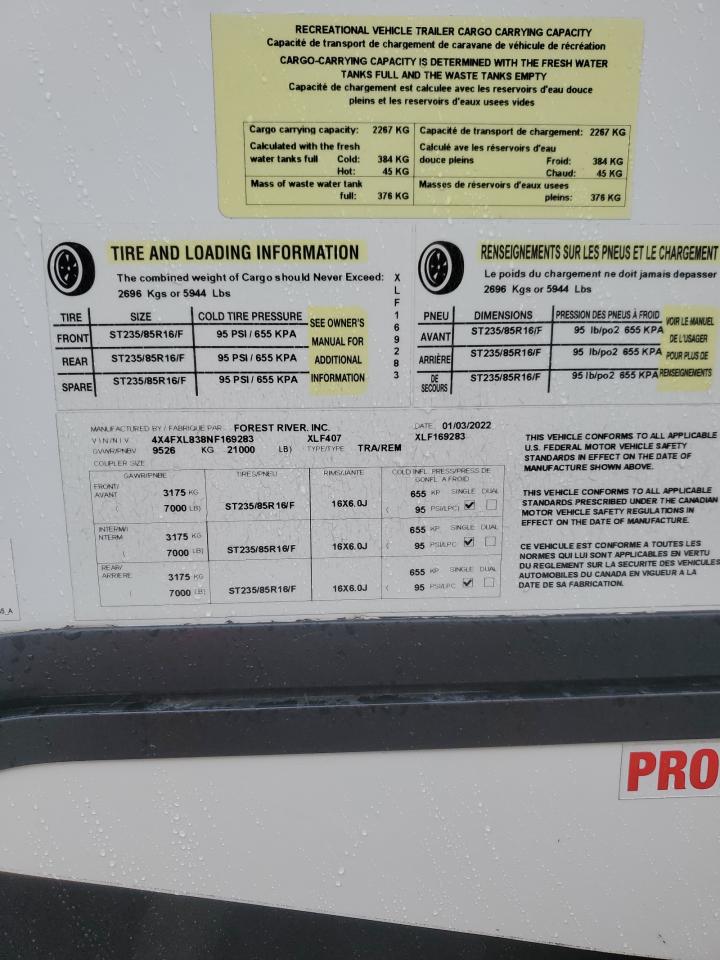 RECREATIONAL VEHICLE TRAILER CARGO CARRYING CAPACITY
Capacité de transport de chargement de caravane de véhicule de récréation
CARGO-CARRYING CAPACITY IS DETERMINED WITH THE FRESH WATER
TANKS FULL AND THE WASTE TANKS EMPTY
Capacité de chargement est calculee avec les reservoirs d'eau douce
pleins et les reservoirs d'eaux usees vides
Cargo carrying capacity: 2267 KG
Calculated with the fresh
water tanks full Cold: 384 KG
Hot: 45 KG
Mass of waste water tank
full: 376 KG
Capacité de transport de chargement: 2267 KG
Calculé ave les réservoirs d'eau
douce pleins Froid: 384 KG
Chaud: 45 KG
Masses de réservoirs d'eaux usees
pleins: 376 KG
TIRE AND LOADING INFORMATION
The combined weight of Cargo should Never Exceed:
2696 Kgs or 5944 Lbs
TIRE SIZE COLD TIRE PRESSURE
FRONT ST235/85R16/F 95 PSI / 655 KPA
REAR ST235/85R16/F 95 PSI / 655 KPA
SPARE ST235/85R16/F 95 PSI / 655 KPA
SEE OWNER'S
MANUAL FOR
ADDITIONAL
INFORMATION
X
L
F
1
6
9
2
8
3
RENSEIGNEMENTS SUR LES PNEUS ET LE CHARGEMENT
Le poids du chargement ne doit jamais depasser
2696 Kgs or 5944 Lbs
PNEU DIMENSIONS PRESSION DES PNEUS À FROID
AVANT ST235/85R16/F 95 lb/po2 655 KPA
ARRIÈRE ST235/85R16/F 95 lb/po2 655 KPA
DE
SECOURS ST235/85R16/F 95 lb/po2 655 KPA
VOIR LE MANUEL
DE L'USAGER
POUR PLUS DE
RENSEIGNEMENTS
MANUFACTURED BY / FABRIQUE PAR FOREST RIVER, INC. DATE 01/03/2022
V I N / N I V 4X4FXL838NF169283 XLF407 XLF169283
GVWR/PNBV 9526 KG 21000 LB) TYPE/TYPE TRA/REM
COUPLER SIZE
GAWR/PNBE TIRES/PNEU RIMS/JANTE COLD INFL. PRESS/PRESS DE
GONFL A FROID
FRONT/
AVANT 3175 KG
( 7000 LB)
ST235/85R16/F 16X6.0J
655 KP SINGLE DUAL
( 95 PSI/LPC)
INTERM/I
NTERM 3175 KG
( 7000 LB)
ST235/85R16/F 16X6.0J
655 KP SINGLE DUAL
( 95 PSI/LPC
REAR/
ARRIERE 3175 KG
( 7000 LB)
ST235/85R16/F 16X6.0J
655 KP SINGLE DUAL
( 95 PSI/LPC
THIS VEHICLE CONFORMS TO ALL APPLICABLE
U.S. FEDERAL MOTOR VEHICLE SAFETY
STANDARDS IN EFFECT ON THE DATE OF
MANUFACTURE SHOWN ABOVE.
THIS VEHICLE CONFORMS TO ALL APPLICABLE
STANDARDS PRESCRIBED UNDER THE CANADIAN
MOTOR VEHICLE SAFETY REGULATIONS IN
EFFECT ON THE DATE OF MANUFACTURE.
CE VEHICULE EST CONFORME A TOUTES LES
NORMES QUI LUI SONT APPLICABLES EN VERTU
DU REGLEMENT SUR LA SECURITE DES VEHICULES
AUTOMOBILES DU CANADA EN VIGUEUR A LA
DATE DE SA FABRICATION.
PRO